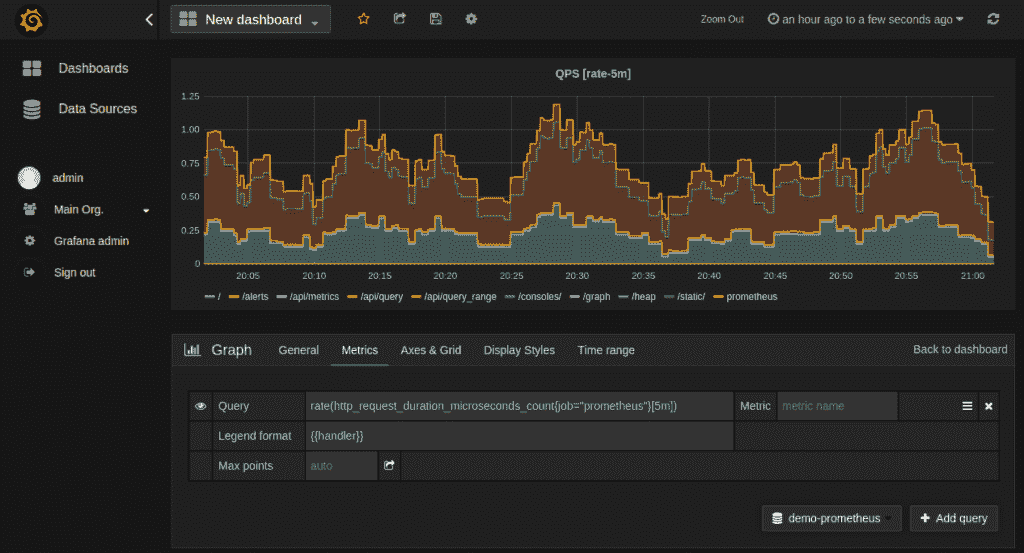 New dashboard
Zoom Out
an hour ago to a few seconds ago
Dashboards
Data Sources
admin
Main Org.
Grafana admin
Sign out
QPS [rate-5m]
1.25
1.00
0.75
0.50
0.25
0
20:05 20:10 20:15 20:20 20:25 20:30 20:35 20:40 20:45 20:50 20:55 21:00
/ /alerts /api/metrics /api/query /api/query_range /consoles/ /graph /heap /static/ prometheus
Graph General Metrics Axes & Grid Display Styles Time range Back to dashboard
Query rate(http_request_duration_microseconds_count{job="prometheus"}[5m]) Metric metric name
Legend format {{handler}}
Max points auto
demo-prometheus Add query